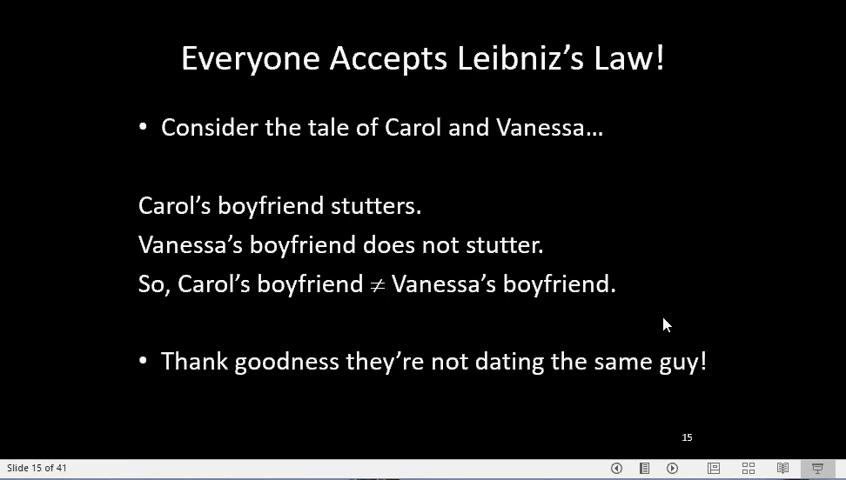 Everyone Accepts Leibniz's Law!
• Consider the tale of Carol and Vanessa…
Carol's boyfriend stutters.
Vanessa's boyfriend does not stutter.
So, Carol's boyfriend ≠ Vanessa's boyfriend.
• Thank goodness they're not dating the same guy!
15
Slide 15 of 41